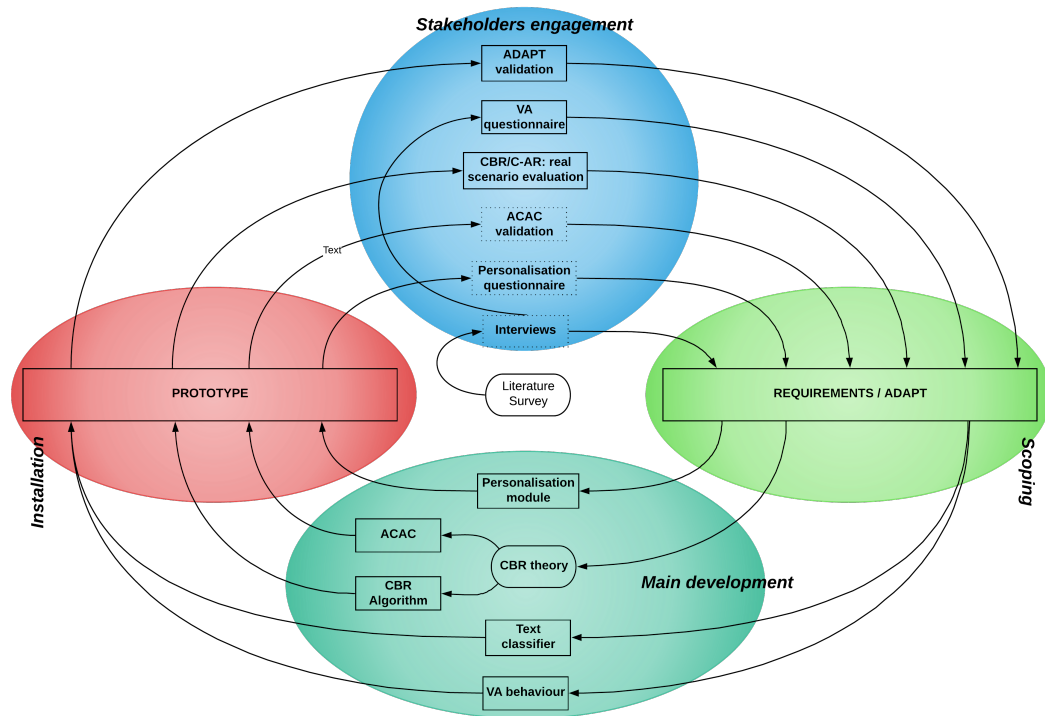 Stakeholders engagement
ADAPT
validation
VA
questionnaire
CBR/C-AR: real
scenario evaluation
ACAC
validation
Text
Personalisation
questionnaire
Interviews
Literature
Survey
PROTOTYPE
REQUIREMENTS / ADAPT
Installation
Scoping
Personalisation
module
ACAC
CBR theory
CBR
Algorithm
Main development
Text
classifier
VA behaviour